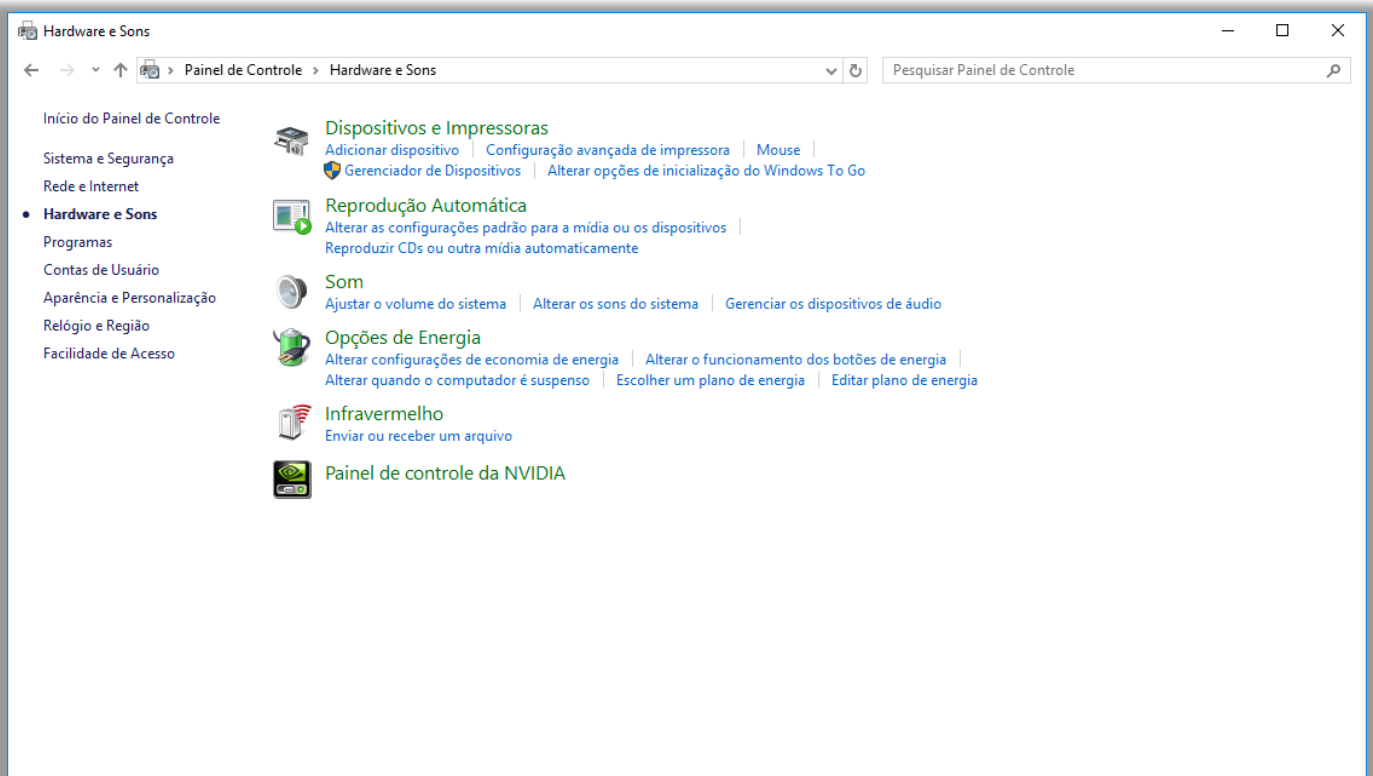 Hardware e Sons
Painel de Controle > Hardware e Sons
Pesquisar Painel de Controle
Início do Painel de Controle
Sistema e Segurança
Rede e Internet
Hardware e Sons
Programas
Contas de Usuário
Aparência e Personalização
Relógio e Região
Facilidade de Acesso
Dispositivos e Impressoras
Adicionar dispositivo | Configuração avançada de impressora | Mouse |
Gerenciador de Dispositivos | Alterar opções de inicialização do Windows To Go
Reprodução Automática
Alterar as configurações padrão para a mídia ou os dispositivos |
Reproduzir CDs ou outra mídia automaticamente
Som
Ajustar o volume do sistema | Alterar os sons do sistema | Gerenciar os dispositivos de áudio
Opções de Energia
Alterar configurações de economia de energia | Alterar o funcionamento dos botões de energia |
Alterar quando o computador é suspenso | Escolher um plano de energia | Editar plano de energia
Infravermelho
Enviar ou receber um arquivo
Painel de controle da NVIDIA